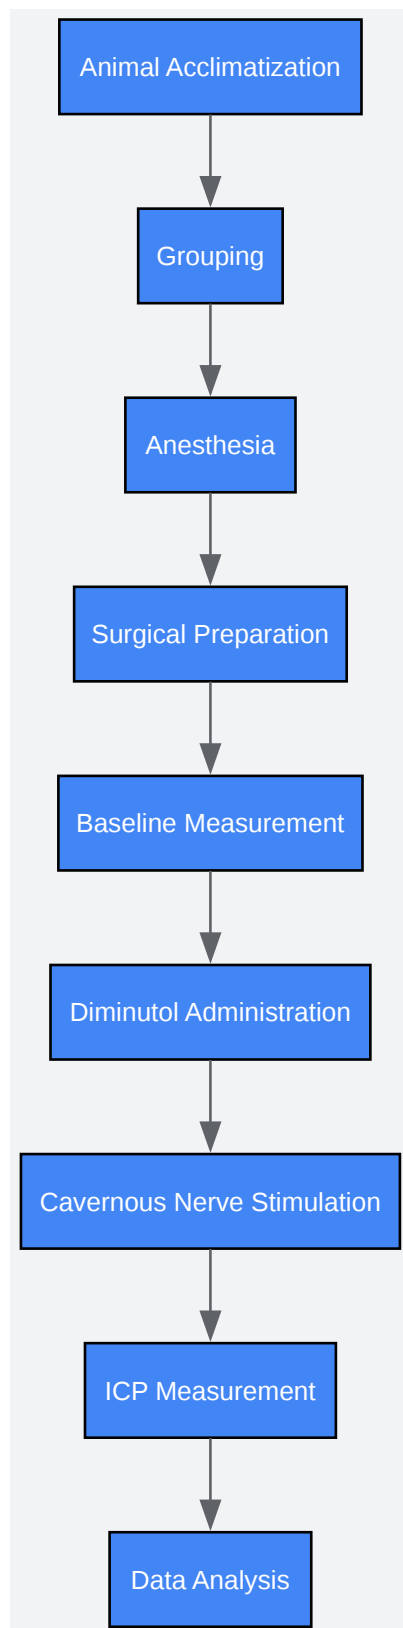 Animal Acclimatization
Grouping
Anesthesia
Surgical Preparation
Baseline Measurement
Diminutol Administration
Cavernous Nerve Stimulation
ICP Measurement
Data Analysis